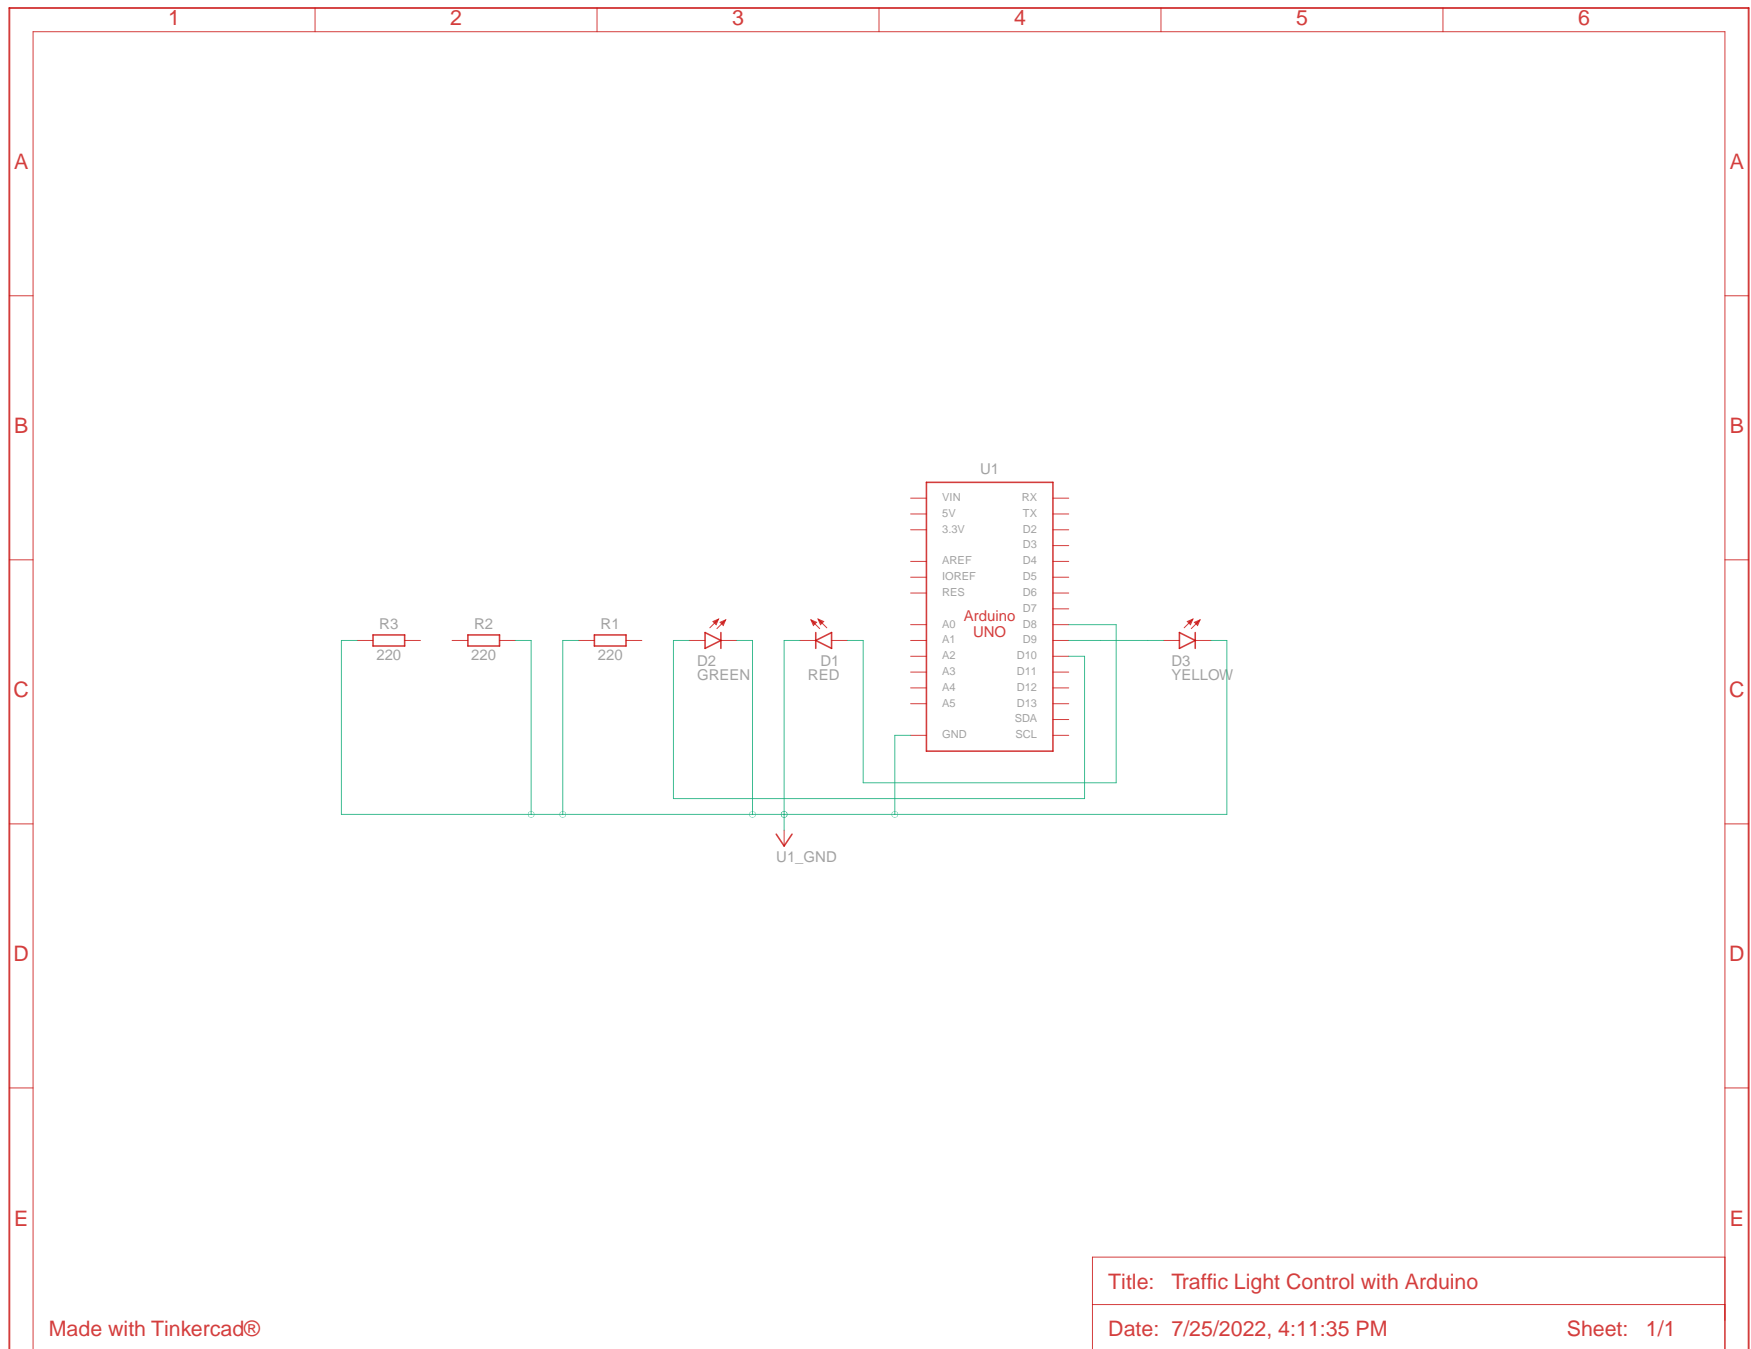 1 2 3 4 5 6
A A
B B
U1
VIN RX
5V TX
3.3V D2
D3
AREF D4
IOREF D5
RES D6
D7
Arduino
UNO
A0 D8
A1 D9
A2 D10
A3 D11
A4 D12
A5 D13
SDA
GND SCL
R3 R2 R1
220 220 220
D2 D1 D3
GREEN RED YELLOW
C C
U1_GND
D D
E E
Title: Traffic Light Control with Arduino
Made with Tinkercad® Date: 7/25/2022, 4:11:35 PM Sheet: 1/1